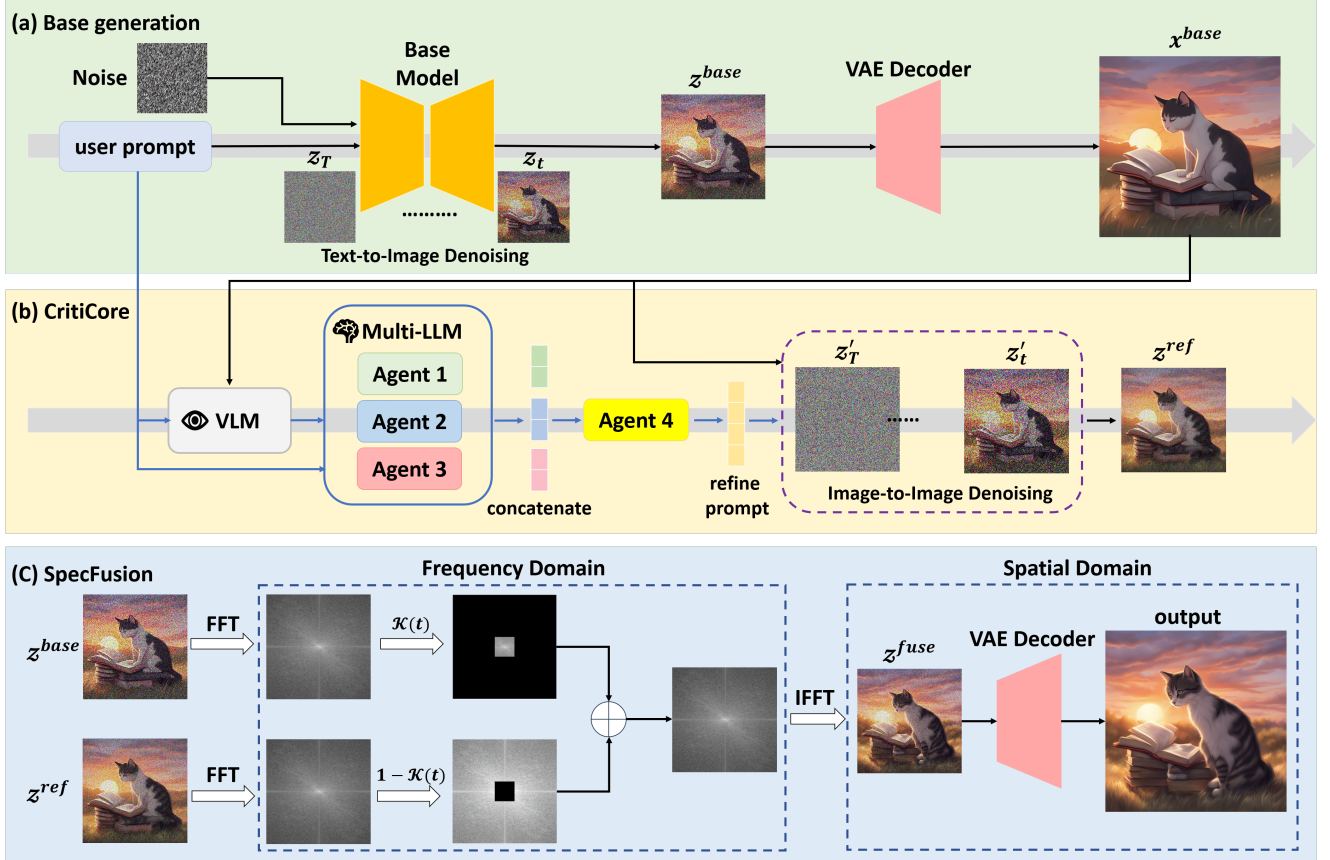 (a) Base generation
Noise
Base
Model
z^base
VAE Decoder
x^base
user prompt
z_T
z_t
..........
Text-to-Image Denoising
(b) CritiCore
Multi-LLM
Agent 1
Agent 2
Agent 3
VLM
concatenate
Agent 4
refine
prompt
z'_T
z'_t
......
Image-to-Image Denoising
z^ref
(C) SpecFusion
Frequency Domain
Spatial Domain
z^base
FFT
𝒦(t)
z^ref
FFT
1 − 𝒦(t)
IFFT
z^fuse
VAE Decoder
output